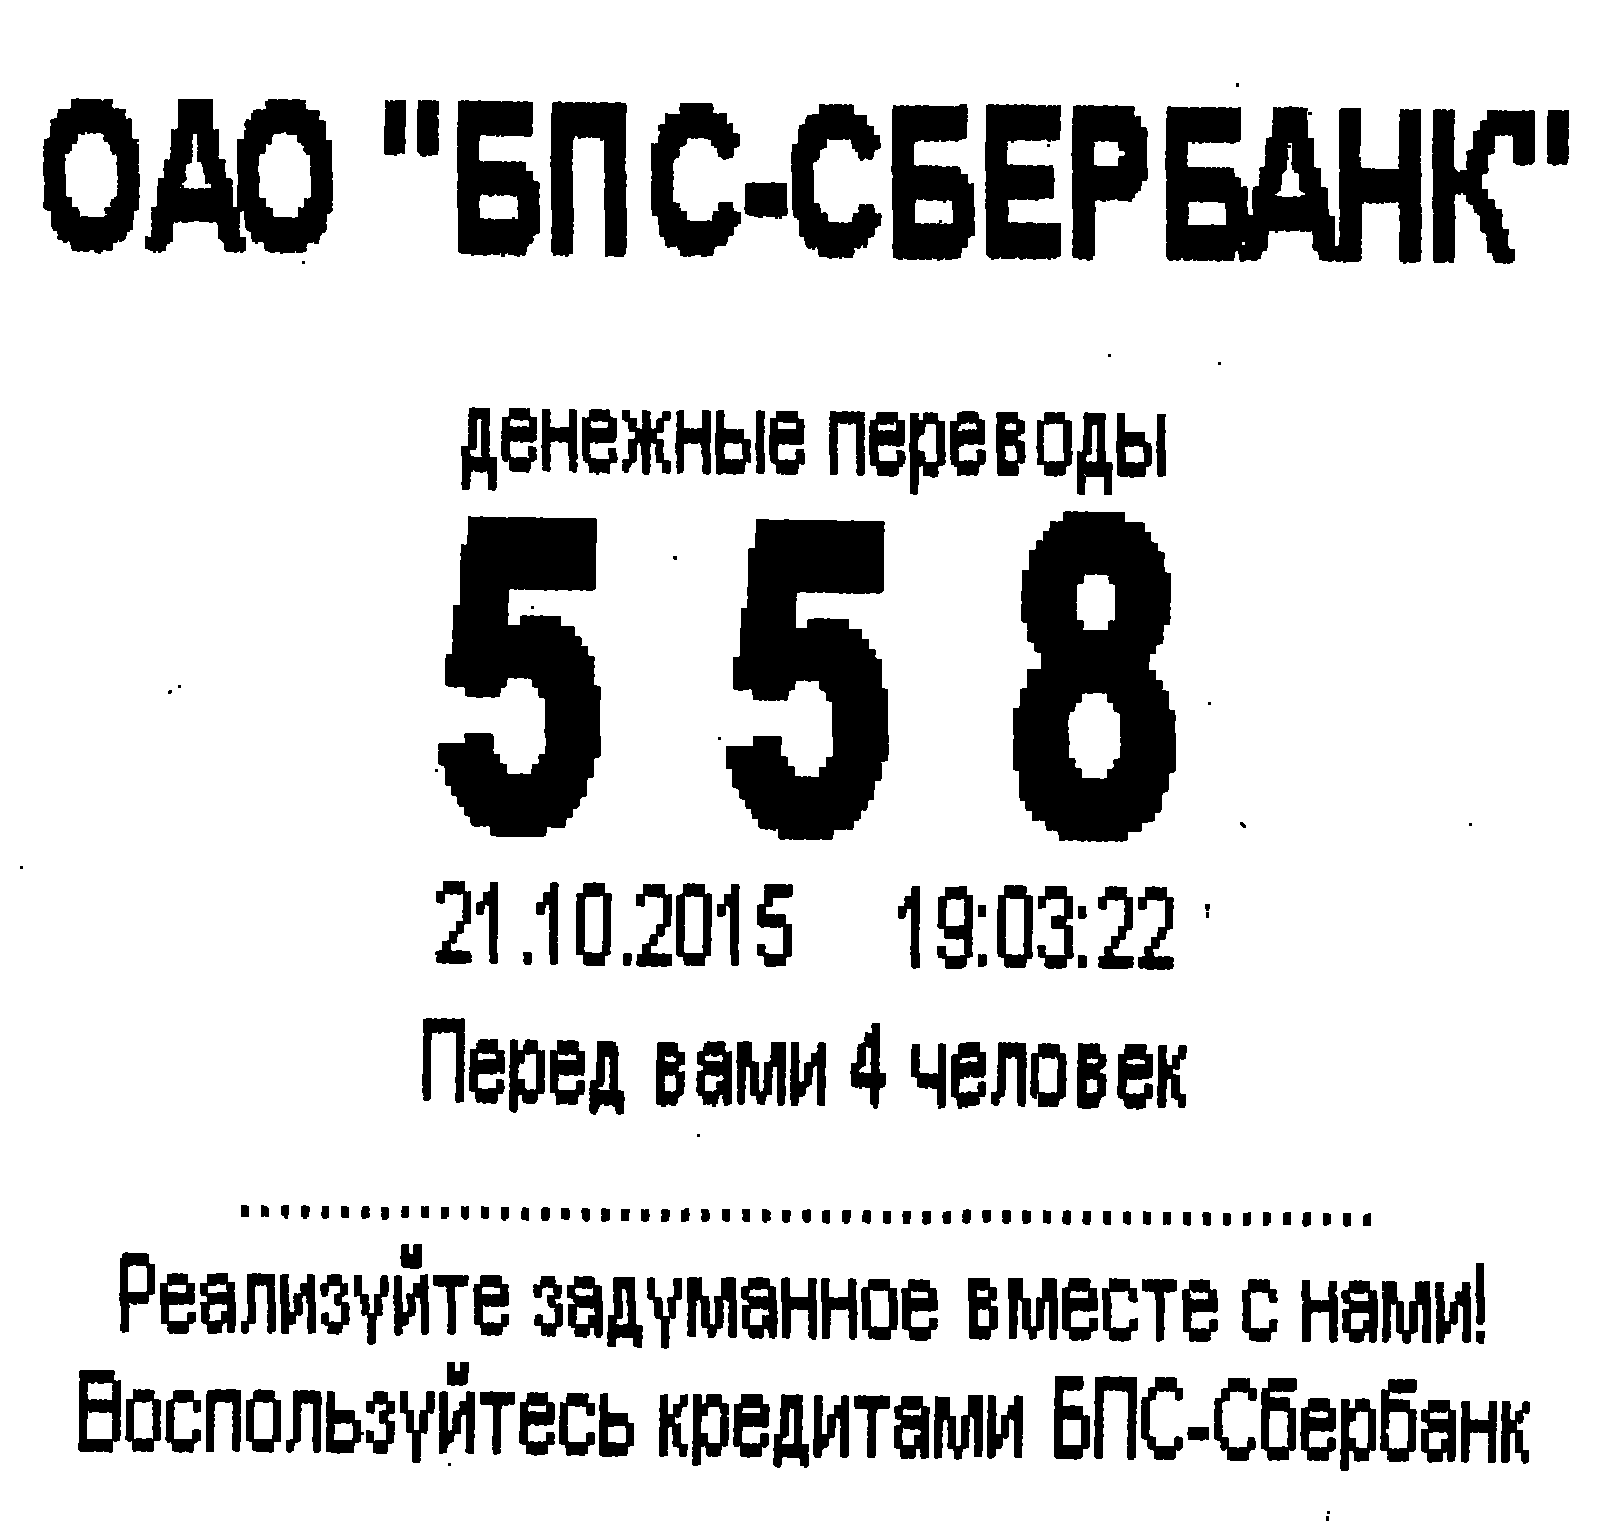 ОАО "БПС-СБЕРБАНК"
денежные переводы
558
21.10.2015 19:03:22
Перед вами 4 человек
.........................................................
Реализуйте задуманное вместе с нами!
Воспользуйтесь кредитами БПС-Сбербанк